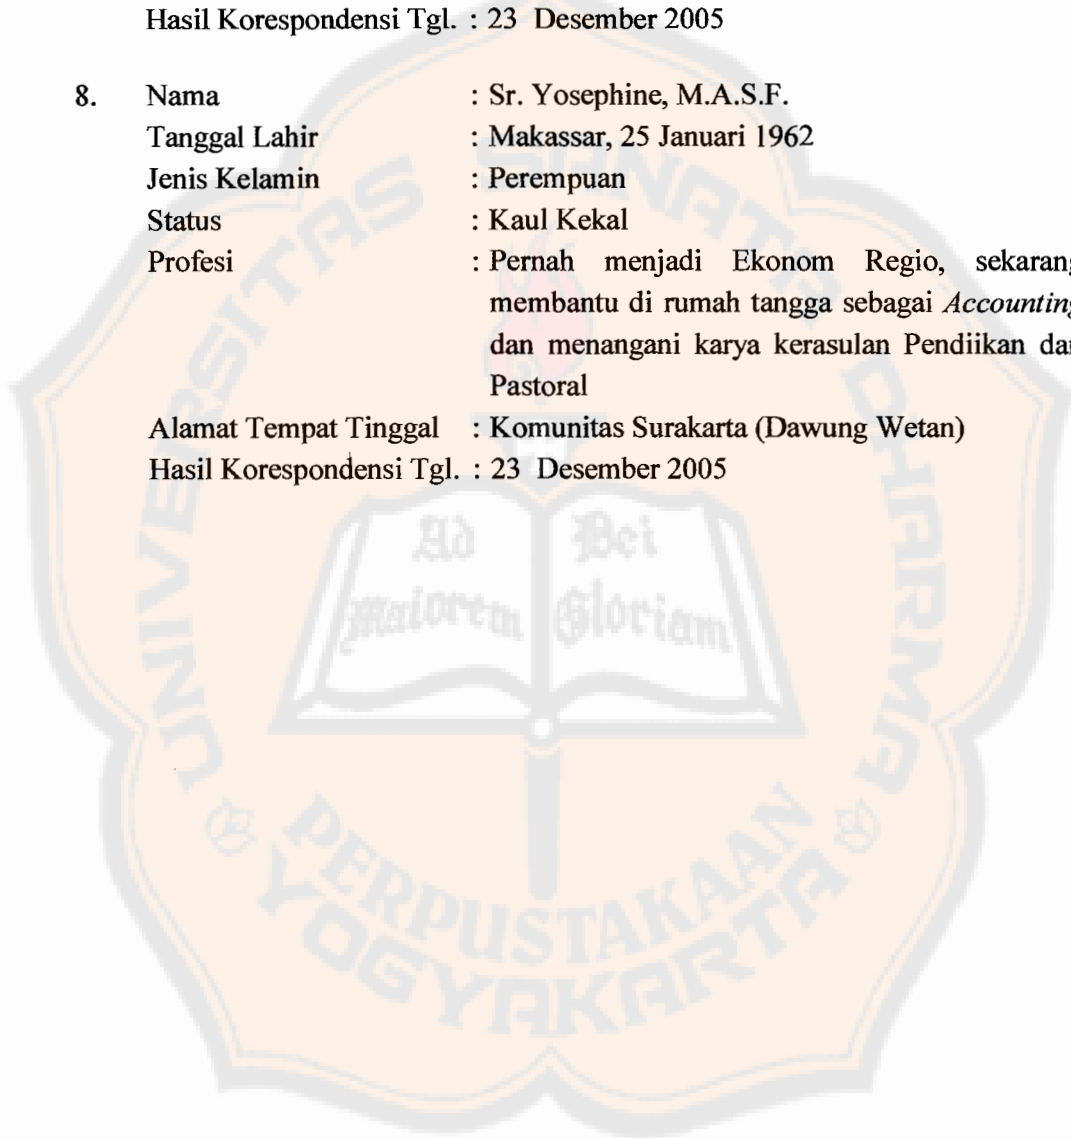 Hasil Korespondensi Tgl. : 23 Desember 2005
8. Nama : Sr. Yosephine, M.A.S.F.
Tanggal Lahir : Makassar, 25 Januari 1962
Jenis Kelamin : Perempuan
Status : Kaul Kekal
Profesi : Pernah menjadi Ekonom Regio, sekarang
membantu di rumah tangga sebagai Accounting
dan menangani karya kerasulan Pendiikan dan
Pastoral
Alamat Tempat Tinggal : Komunitas Surakarta (Dawung Wetan)
Hasil Korespondensi Tgl. : 23 Desember 2005
UNIVERSITAS SANATA DHARMA
Ad Dei
Maiorem Gloriam
PERPUSTAKAAN
YOGYAKARTA